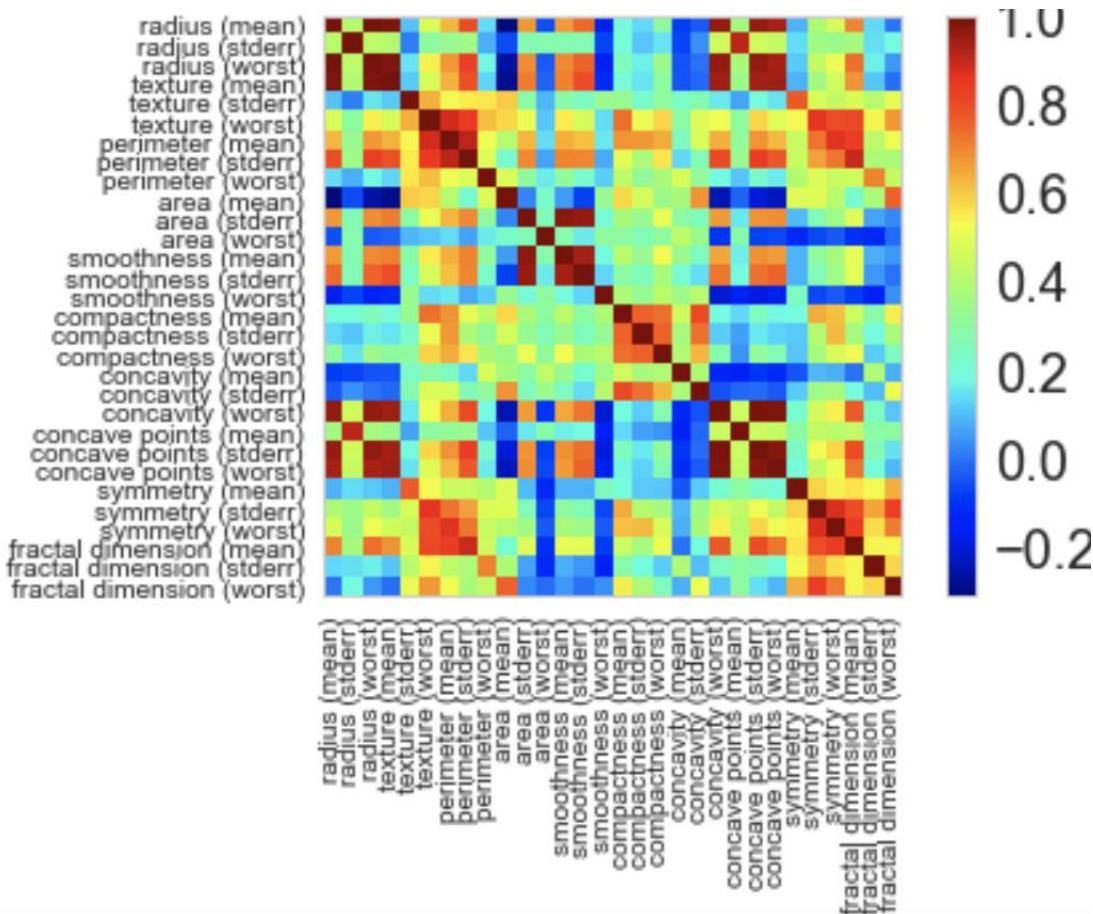 radius (mean)
radius (stderr)
radius (worst)
texture (mean)
texture (stderr)
texture (worst)
perimeter (mean)
perimeter (stderr)
perimeter (worst)
area (mean)
area (stderr)
area (worst)
smoothness (mean)
smoothness (stderr)
smoothness (worst)
compactness (mean)
compactness (stderr)
compactness (worst)
concavity (mean)
concavity (stderr)
concavity (worst)
concave points (mean)
concave points (stderr)
concave points (worst)
symmetry (mean)
symmetry (stderr)
symmetry (worst)
fractal dimension (mean)
fractal dimension (stderr)
fractal dimension (worst)
1.0
0.8
0.6
0.4
0.2
0.0
−0.2
radius (mean)
radius (stderr)
radius (worst)
texture (mean)
texture (stderr)
texture (worst)
perimeter (mean)
perimeter (stderr)
perimeter (worst)
area (mean)
area (stderr)
area (worst)
smoothness (mean)
smoothness (stderr)
smoothness (worst)
compactness (mean)
compactness (stderr)
compactness (worst)
concavity (mean)
concavity (stderr)
concavity (worst)
concave points (mean)
concave points (stderr)
concave points (worst)
symmetry (mean)
symmetry (stderr)
symmetry (worst)
fractal dimension (mean)
fractal dimension (stderr)
fractal dimension (worst)